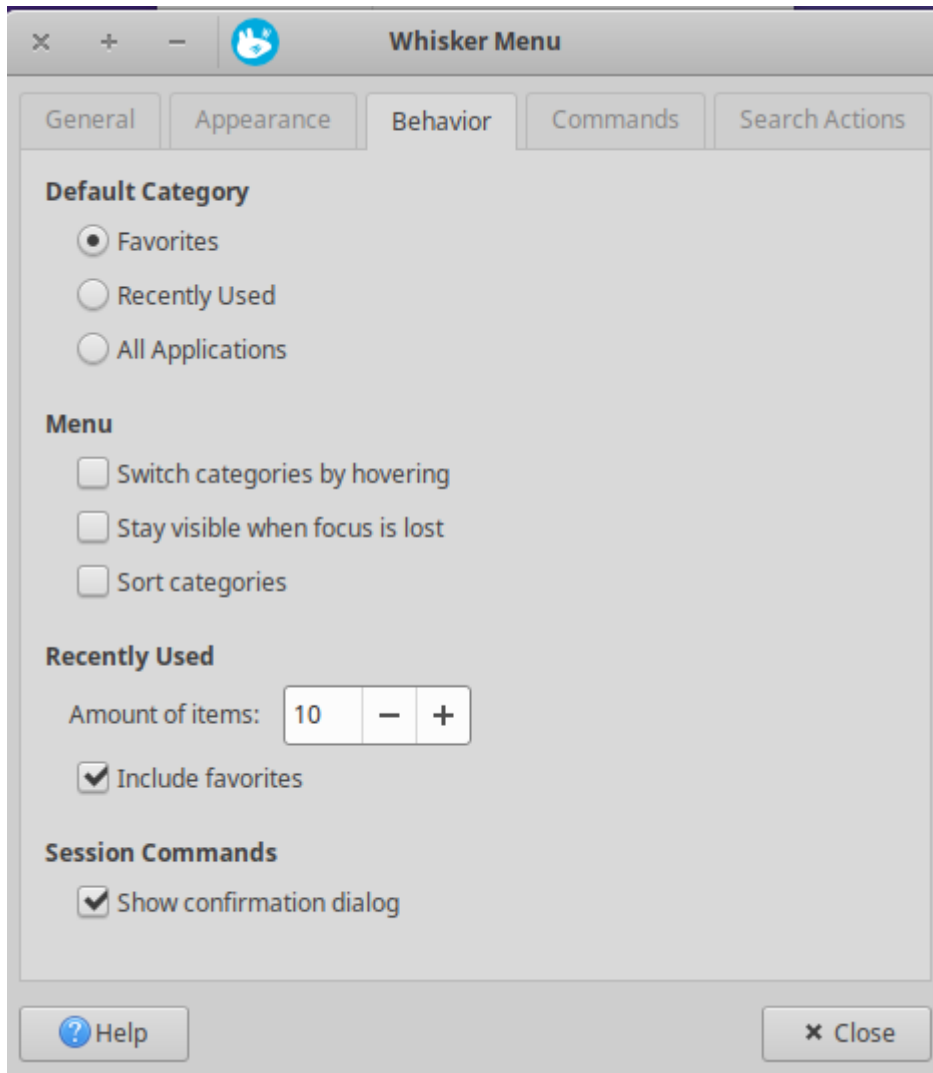 Whisker Menu
General Appearance Behavior Commands Search Actions
Default Category
Favorites
Recently Used
All Applications
Menu
Switch categories by hovering
Stay visible when focus is lost
Sort categories
Recently Used
Amount of items: 10
Include favorites
Session Commands
Show confirmation dialog
Help Close